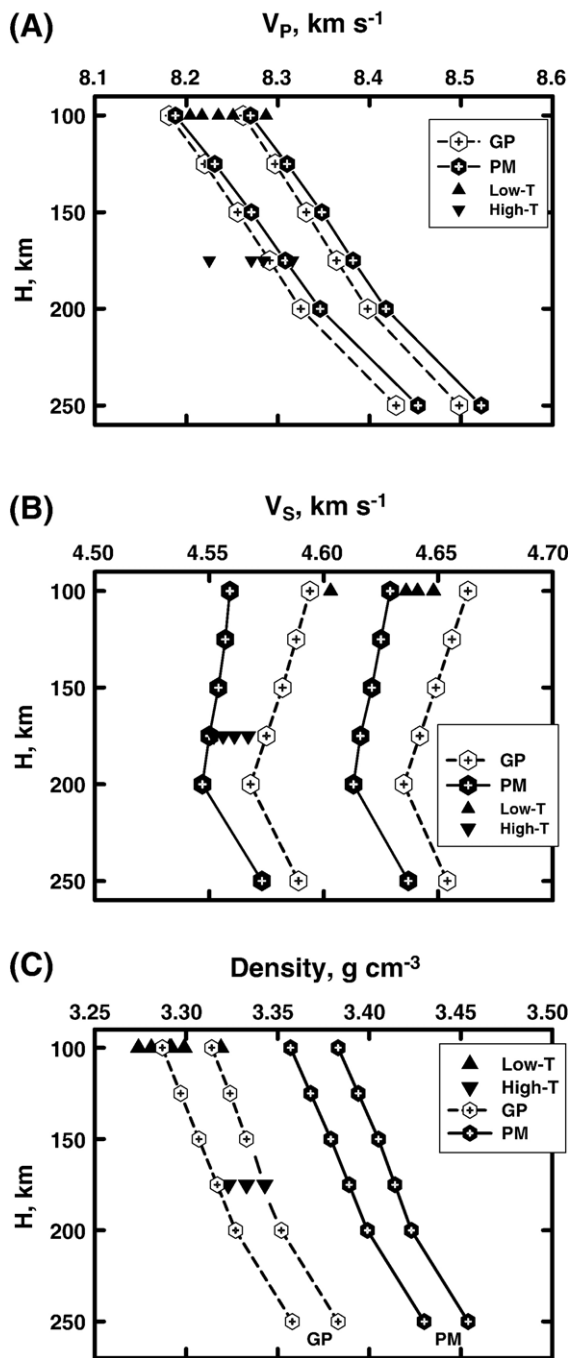 (A)
V_P, km s⁻¹
8.1 8.2 8.3 8.4 8.5 8.6
100
150
200
250
H, km
GP
PM
Low-T
High-T
(B)
V_S, km s⁻¹
4.50 4.55 4.60 4.65 4.70
100
150
200
250
H, km
GP
PM
Low-T
High-T
(C)
Density, g cm⁻³
3.25 3.30 3.35 3.40 3.45 3.50
100
150
200
250
H, km
Low-T
High-T
GP
PM
GP PM